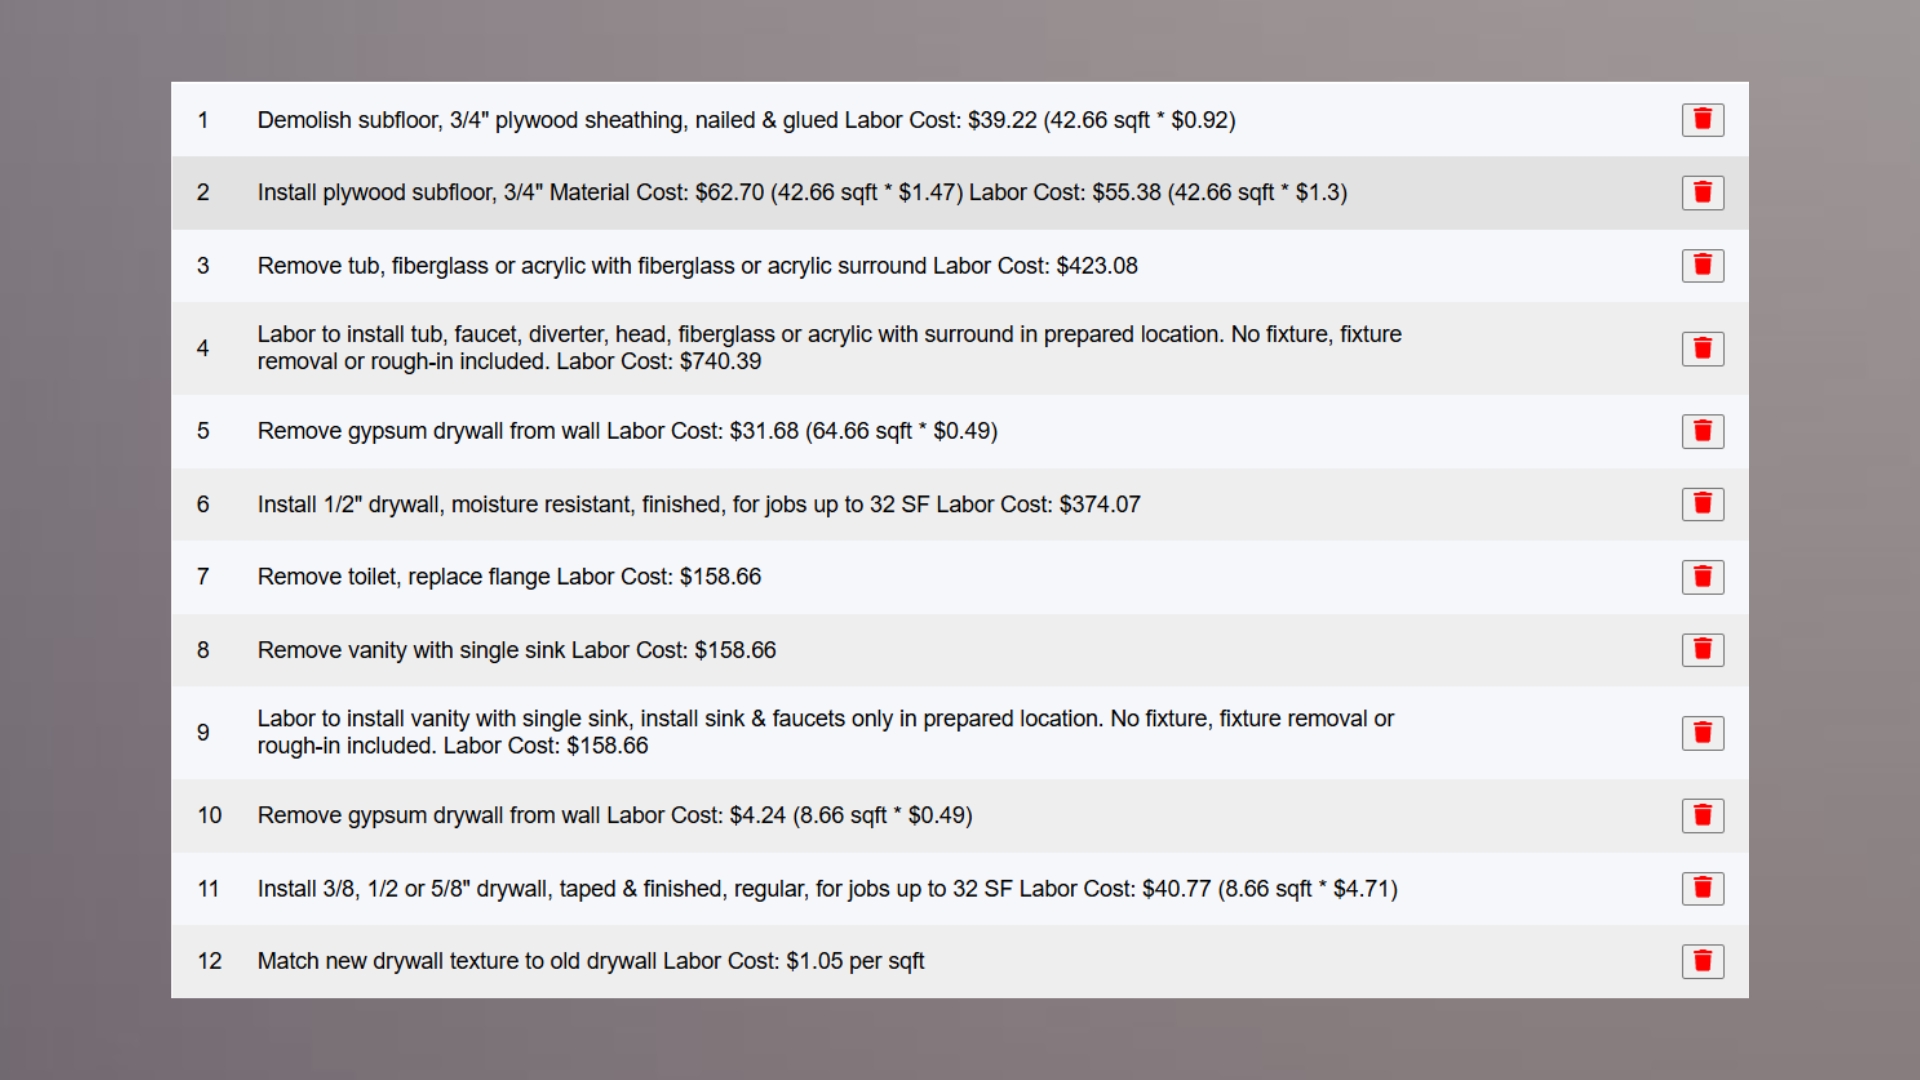 1 Demolish subfloor, 3/4" plywood sheathing, nailed & glued Labor Cost: $39.22 (42.66 sqft * $0.92)
2 Install plywood subfloor, 3/4" Material Cost: $62.70 (42.66 sqft * $1.47) Labor Cost: $55.38 (42.66 sqft * $1.3)
3 Remove tub, fiberglass or acrylic with fiberglass or acrylic surround Labor Cost: $423.08
4 Labor to install tub, faucet, diverter, head, fiberglass or acrylic with surround in prepared location. No fixture, fixture
removal or rough-in included. Labor Cost: $740.39
5 Remove gypsum drywall from wall Labor Cost: $31.68 (64.66 sqft * $0.49)
6 Install 1/2" drywall, moisture resistant, finished, for jobs up to 32 SF Labor Cost: $374.07
7 Remove toilet, replace flange Labor Cost: $158.66
8 Remove vanity with single sink Labor Cost: $158.66
9 Labor to install vanity with single sink, install sink & faucets only in prepared location. No fixture, fixture removal or
rough-in included. Labor Cost: $158.66
10 Remove gypsum drywall from wall Labor Cost: $4.24 (8.66 sqft * $0.49)
11 Install 3/8, 1/2 or 5/8" drywall, taped & finished, regular, for jobs up to 32 SF Labor Cost: $40.77 (8.66 sqft * $4.71)
12 Match new drywall texture to old drywall Labor Cost: $1.05 per sqft